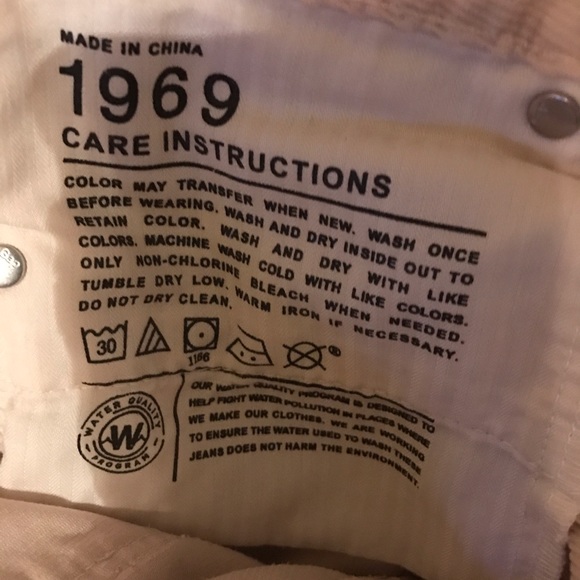 MADE IN CHINA
1969
CARE INSTRUCTIONS
COLOR MAY TRANSFER WHEN NEW. WASH ONCE
BEFORE WEARING. WASH AND DRY INSIDE OUT TO
RETAIN COLOR. WASH AND DRY WITH LIKE
COLORS. MACHINE WASH COLD WITH LIKE COLORS.
ONLY NON-CHLORINE BLEACH WHEN NEEDED.
TUMBLE DRY LOW. WARM IRON IF NECESSARY.
DO NOT DRY CLEAN.
30
®
1166
OUR WATER QUALITY PROGRAM IS DESIGNED TO
HELP FIGHT WATER POLLUTION IN PLACES WHERE
WE MAKE OUR CLOTHES. WE ARE WORKING
TO ENSURE THE WATER USED TO WASH THESE
JEANS DOES NOT HARM THE ENVIRONMENT.
WATER QUALITY
W
PROGRAM